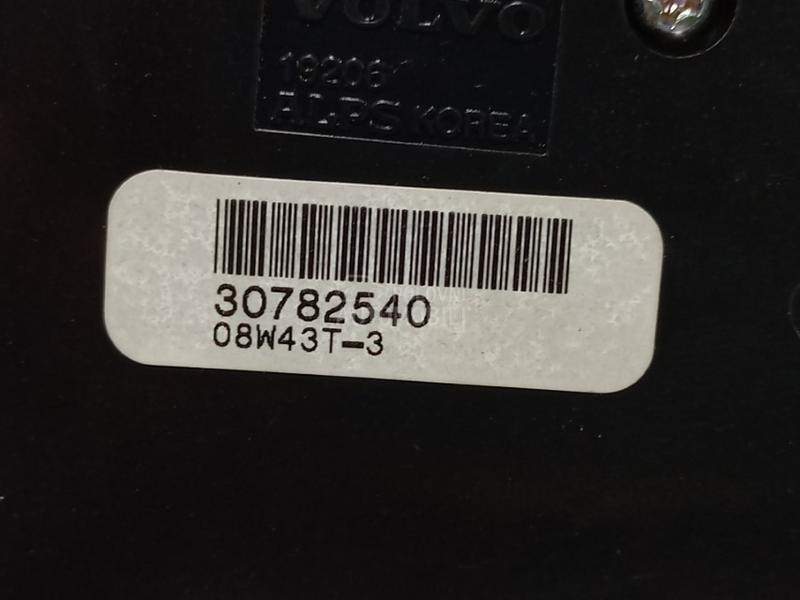 VOLVO
19206
ALPS KOREA
30782540
08W43T-3